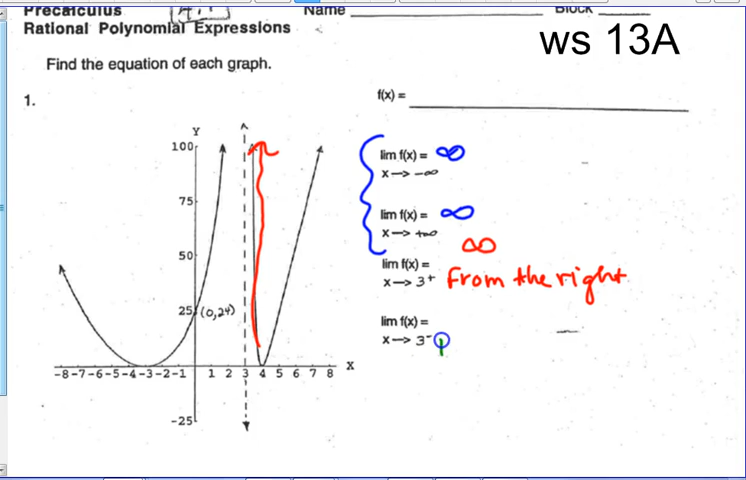 Precalculus Name Block
Rational Polynomial Expressions
ws 13A
Find the equation of each graph.
1.
f(x) =
Y
100
75
50
25
-25
(0,24)
-8 -7 -6 -5 -4 -3 -2 -1 1 2 3 4 5 6 7 8 X
lim f(x) = ∞
x → -∞
lim f(x) = ∞
x → +∞
∞
lim f(x) =
x → 3⁺ From the right
lim f(x) =
x → 3⁻